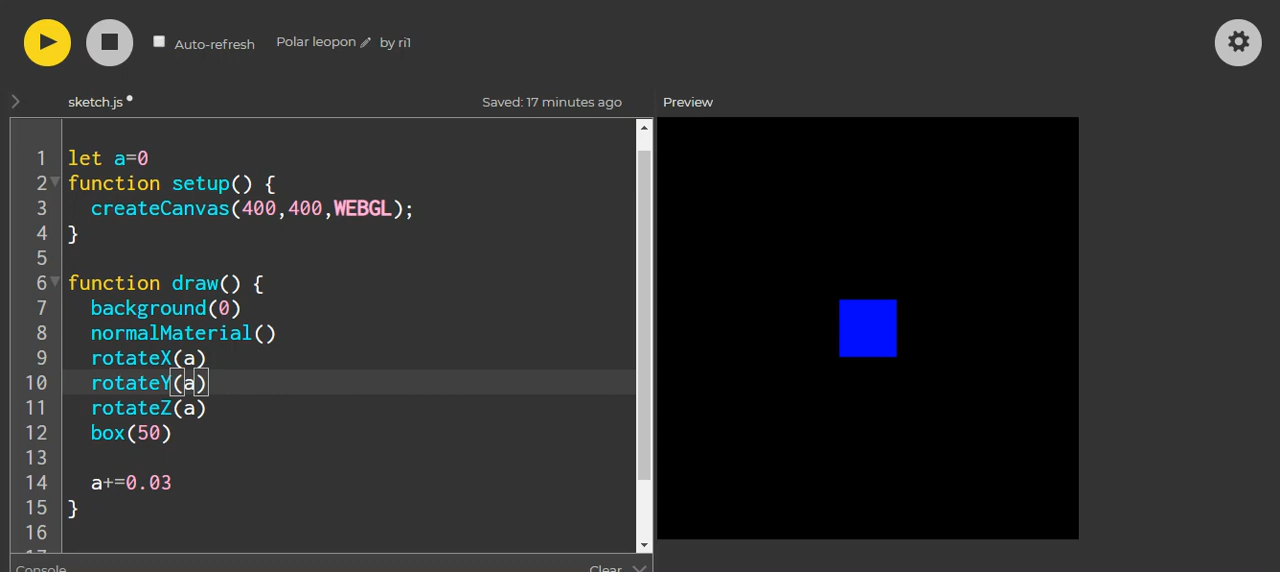 Auto-refresh Polar leopon by ri1
sketch.js Saved: 17 minutes ago Preview
1 let a=0
2 function setup() {
3 createCanvas(400,400,WEBGL);
4 }
5
6 function draw() {
7 background(0)
8 normalMaterial()
9 rotateX(a)
10 rotateY(a)
11 rotateZ(a)
12 box(50)
13
14 a+=0.03
15 }
16
17
Console Clear